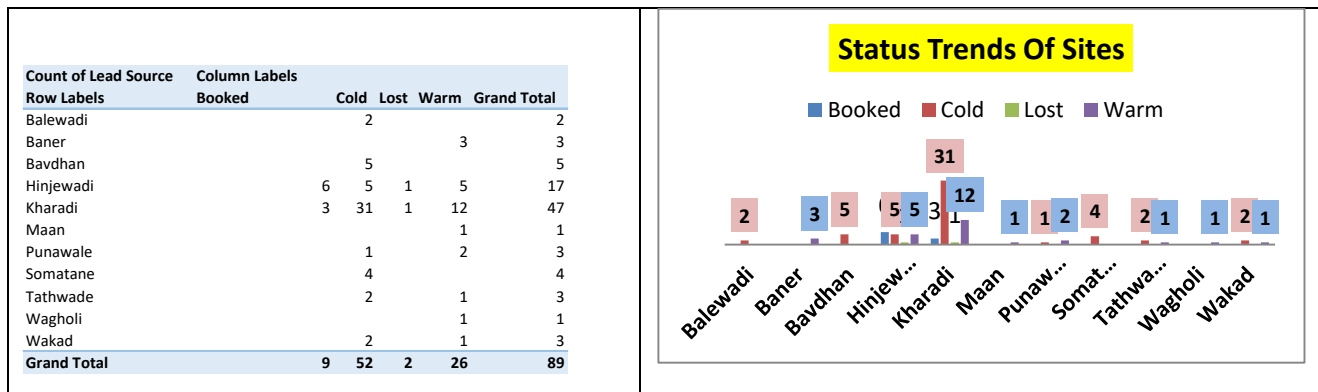 Count of Lead Source Column Labels
Row Labels Booked Cold Lost Warm Grand Total
Balewadi 2 2
Baner 3 3
Bavdhan 5 5
Hinjewadi 6 5 1 5 17
Kharadi 3 31 1 12 47
Maan 1 1
Punawale 1 2 3
Somatane 4 4
Tathwade 2 1 3
Wagholi 1 1
Wakad 2 1 3
Grand Total 9 52 2 26 89
Status Trends Of Sites
Booked Cold Lost Warm
31
12
2 3 5 5 5 3 1 1 1 2 4 2 1 1 2 1
Balewadi
Baner
Bavdhan
Hinjew...
Kharadi
Maan
Punaw...
Somat...
Tathwa...
Wagholi
Wakad